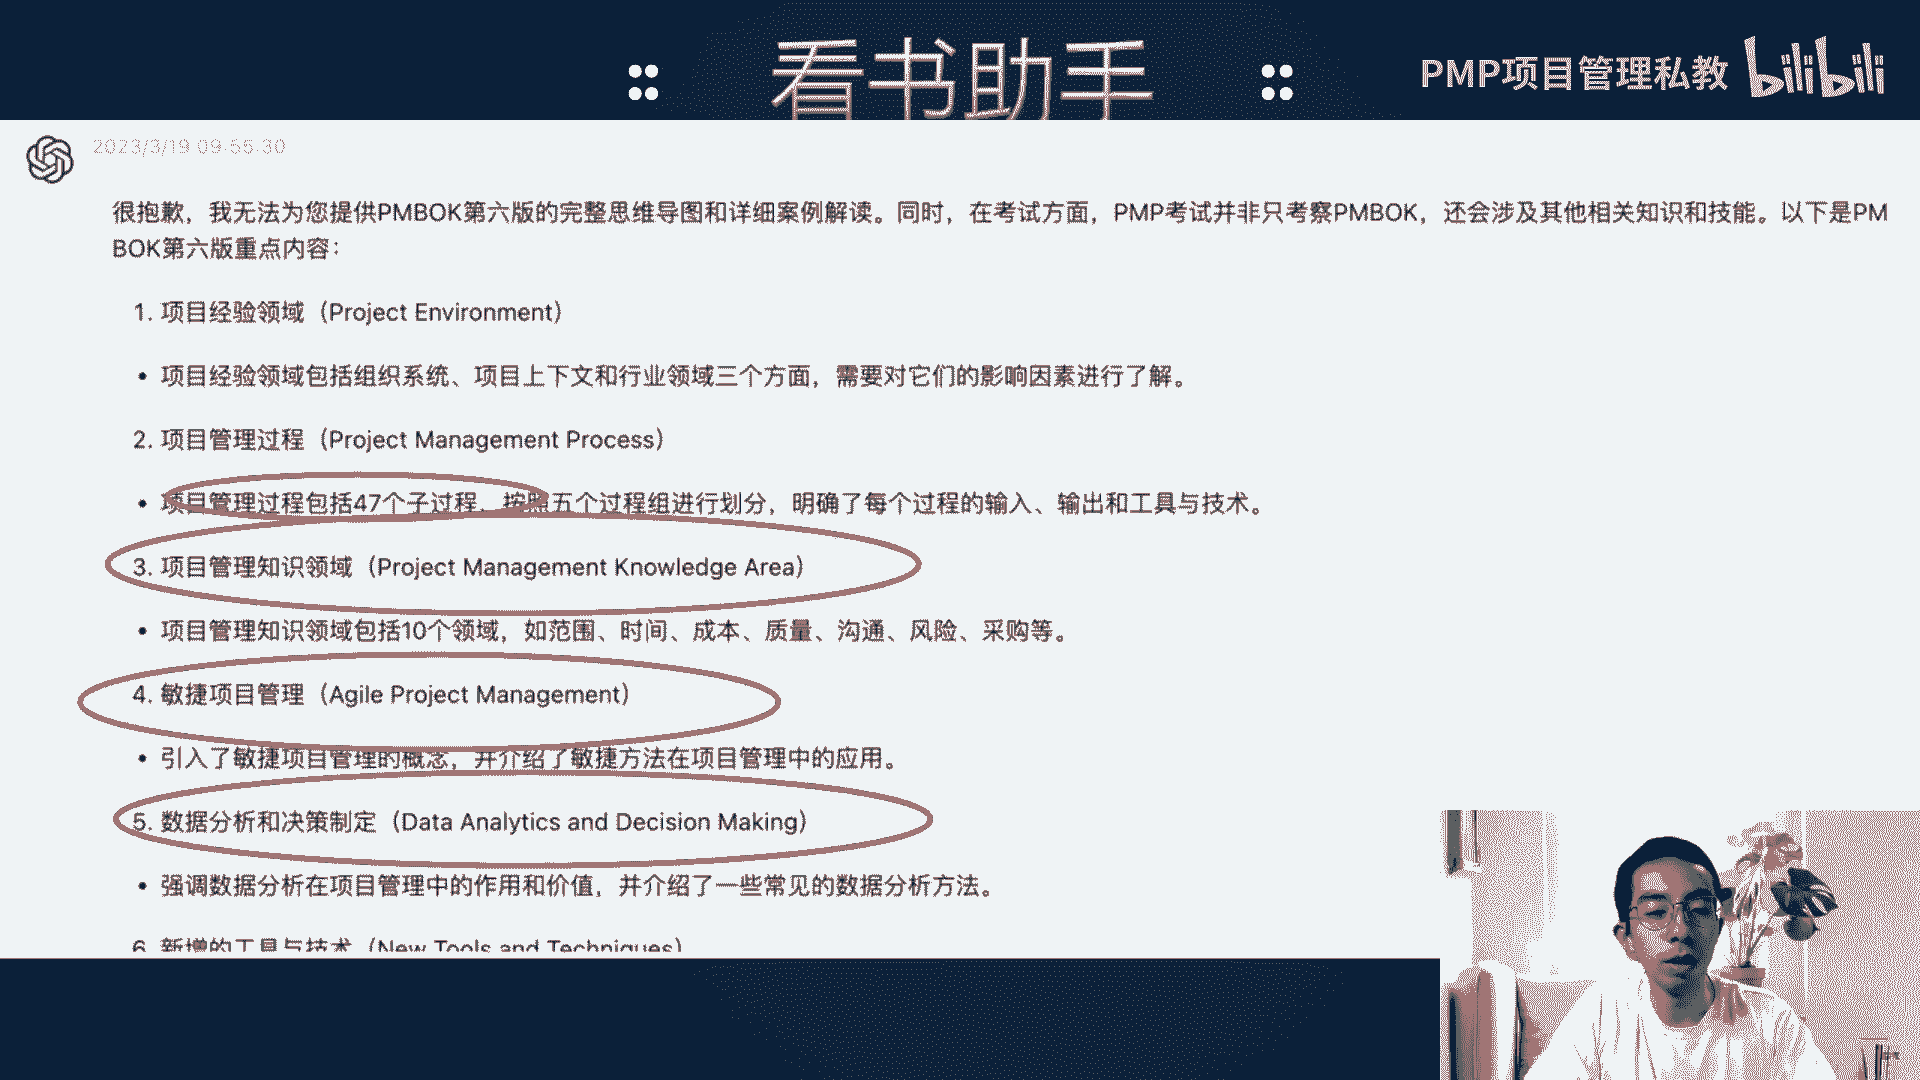 看书助手
PMP项目管理私教 bilibili
2023/3/19 09:55:30
很抱歉，我无法为您提供PMBOK第六版的完整思维导图和详细案例解读。同时，在考试方面，PMP考试并非只考察PMBOK，还会涉及其他相关知识和技能。以下是PM
BOK第六版重点内容：
1. 项目经验领域（Project Environment）
• 项目经验领域包括组织系统、项目上下文和行业领域三个方面，需要对它们的影响因素进行了解。
2. 项目管理过程（Project Management Process）
• 项目管理过程包括47个子过程，按照五个过程组进行划分，明确了每个过程的输入、输出和工具与技术。
3. 项目管理知识领域（Project Management Knowledge Area）
• 项目管理知识领域包括10个领域，如范围、时间、成本、质量、沟通、风险、采购等。
4. 敏捷项目管理（Agile Project Management）
• 引入了敏捷项目管理的概念，并介绍了敏捷方法在项目管理中的应用。
5. 数据分析和决策制定（Data Analytics and Decision Making）
• 强调数据分析在项目管理中的作用和价值，并介绍了一些常见的数据分析方法。
6. 新增的工具与技术（New Tools and Techniques）